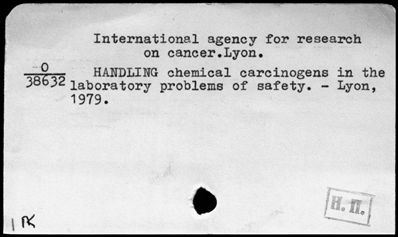 International agency for research
on cancer.Lyon.
0
38632
HANDLING chemical carcinogens in the
laboratory problems of safety. - Lyon,
1979.
Н. П.
1 РК